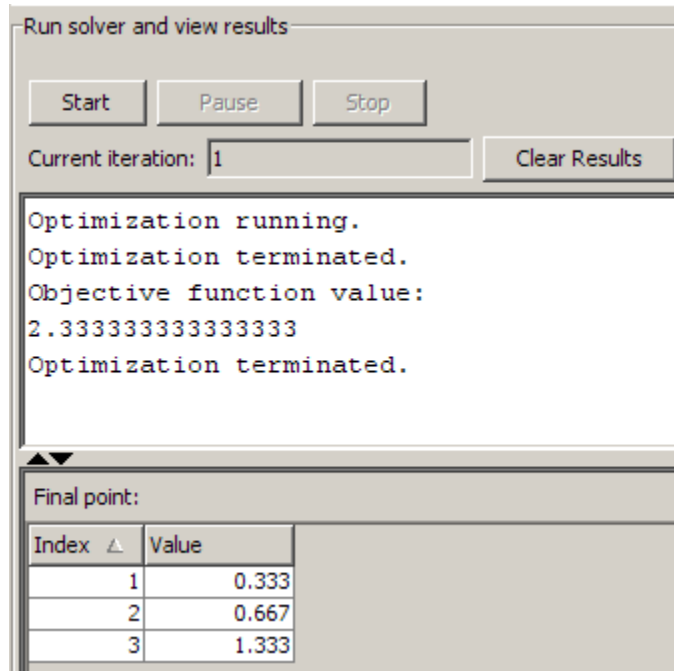 Run solver and view results
Start Pause Stop
Current iteration: 1 Clear Results
Optimization running.
Optimization terminated.
Objective function value:
2.333333333333333
Optimization terminated.
Final point:
Index Value
1 0.333
2 0.667
3 1.333